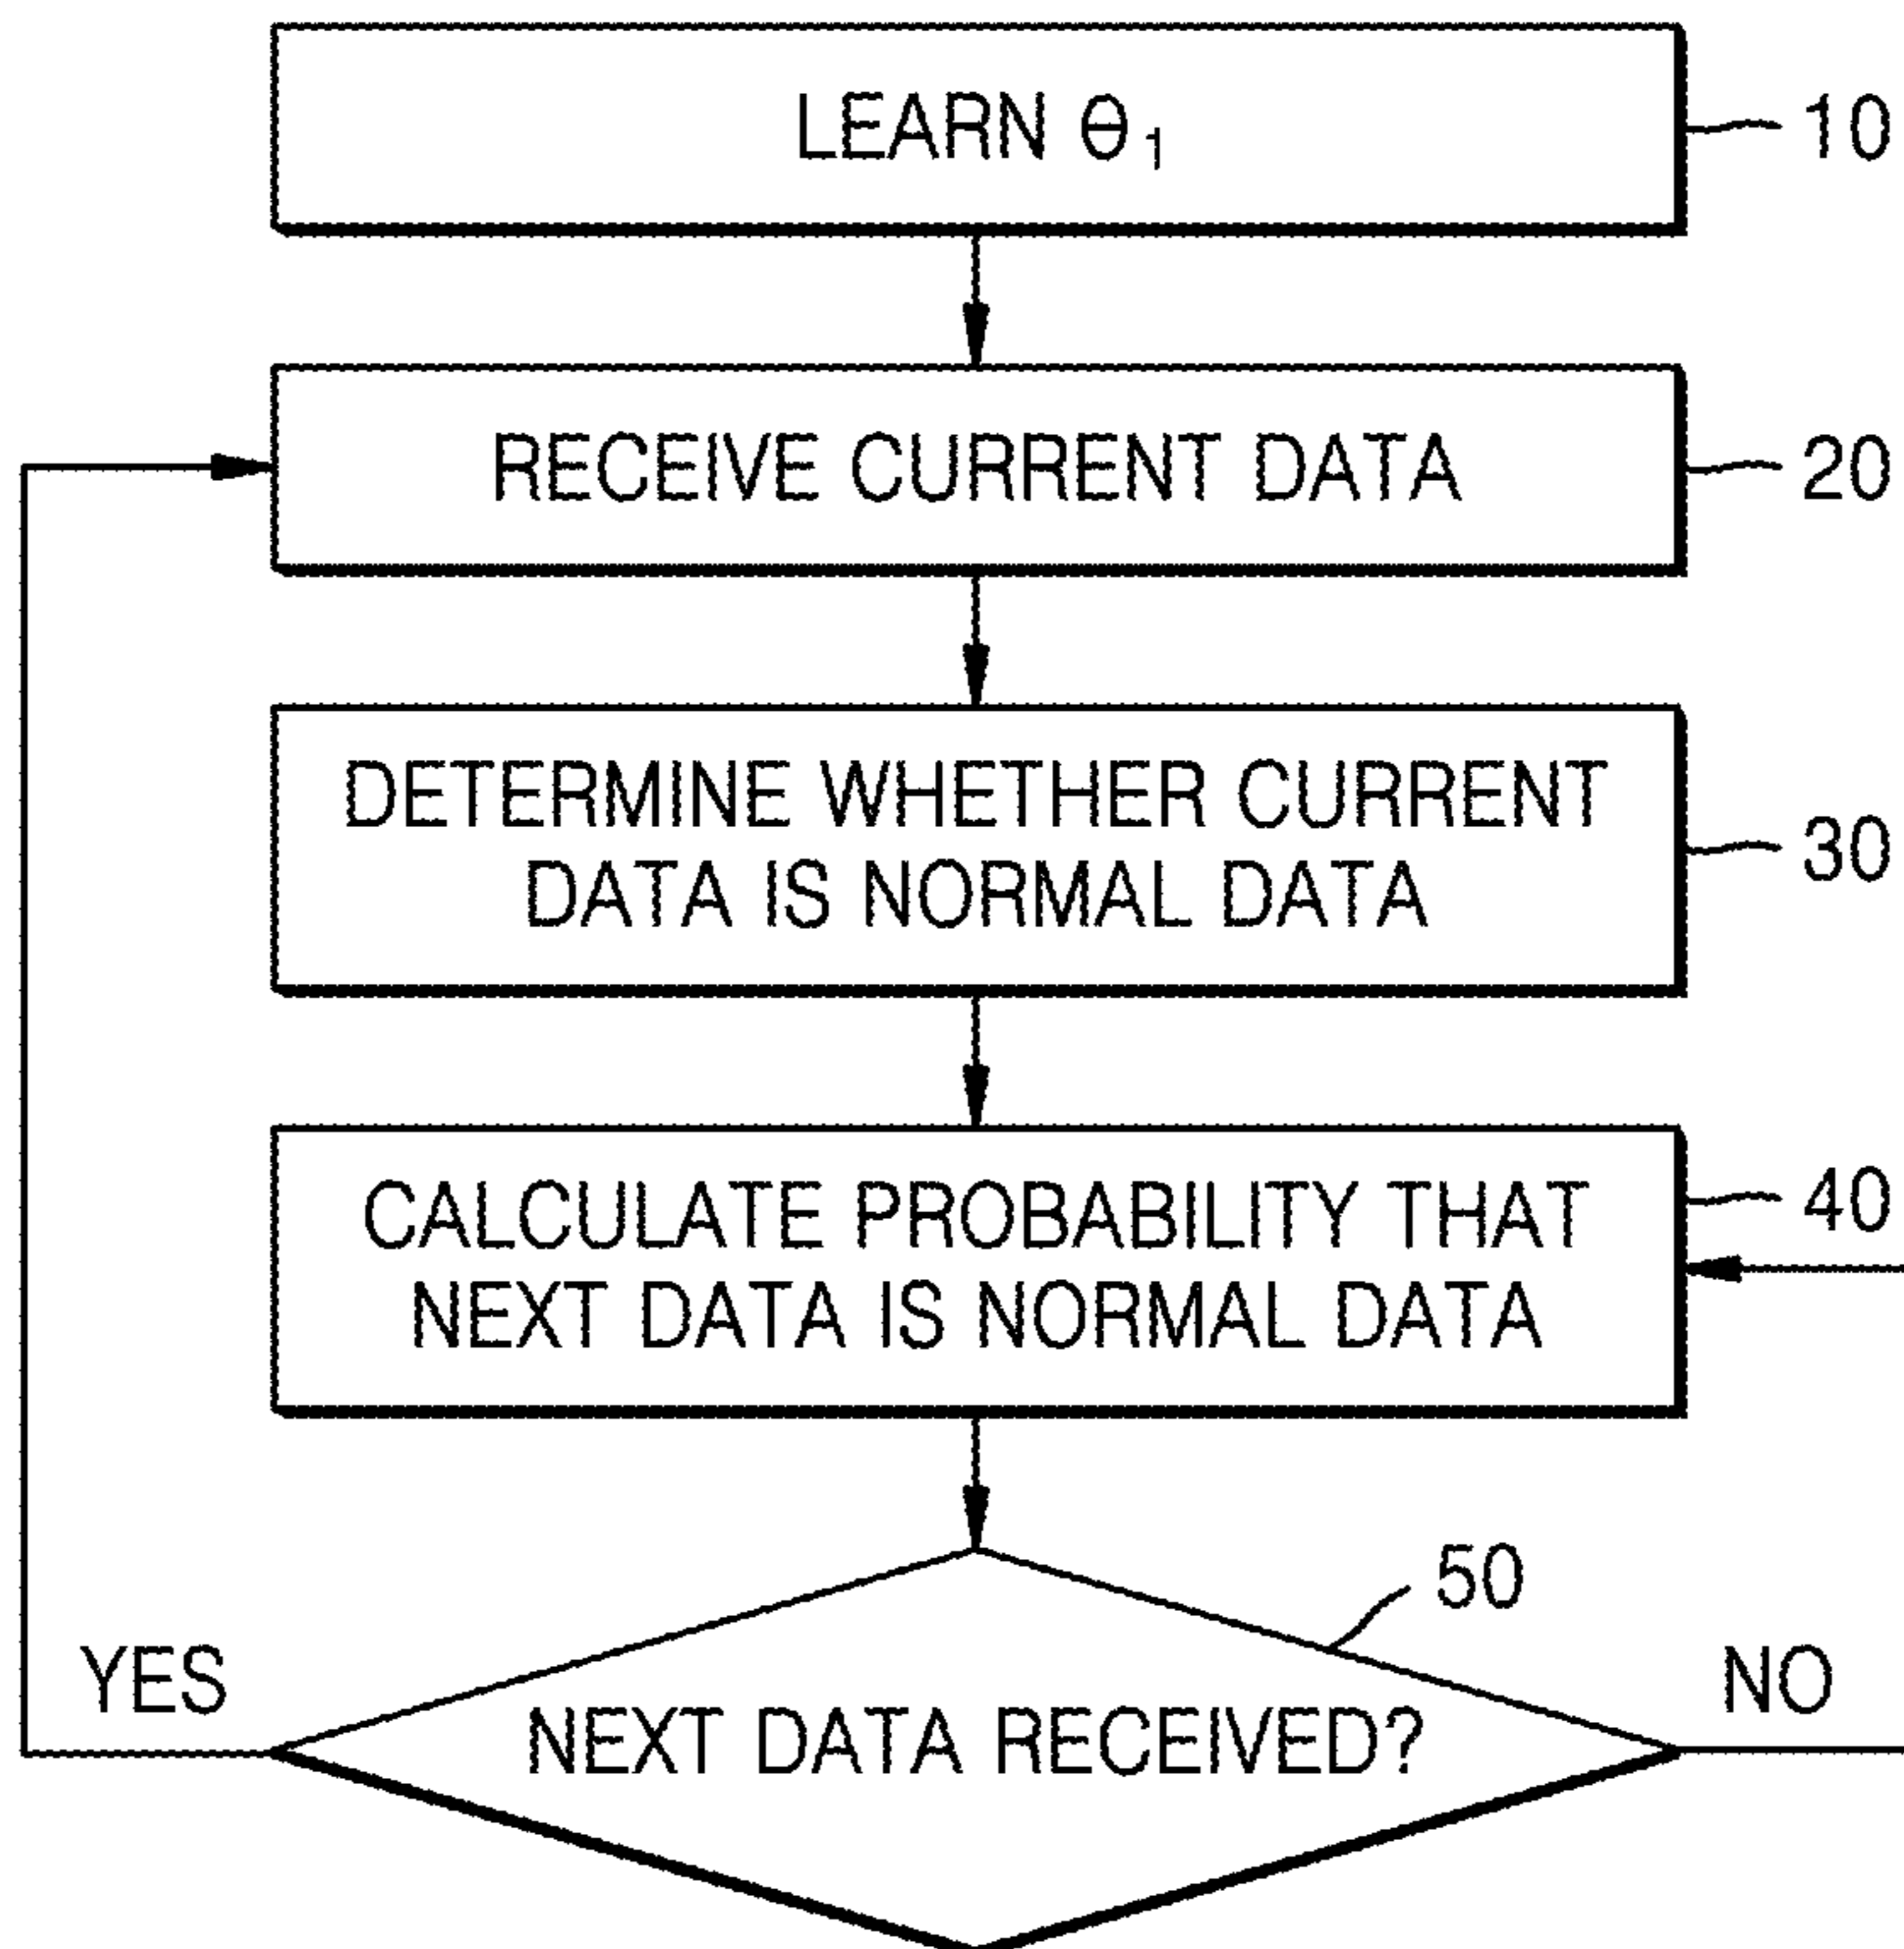 LEARN θ₁
10
RECEIVE CURRENT DATA
20
DETERMINE WHETHER CURRENT
DATA IS NORMAL DATA
30
CALCULATE PROBABILITY THAT
NEXT DATA IS NORMAL DATA
40
50
YES
NEXT DATA RECEIVED?
NO